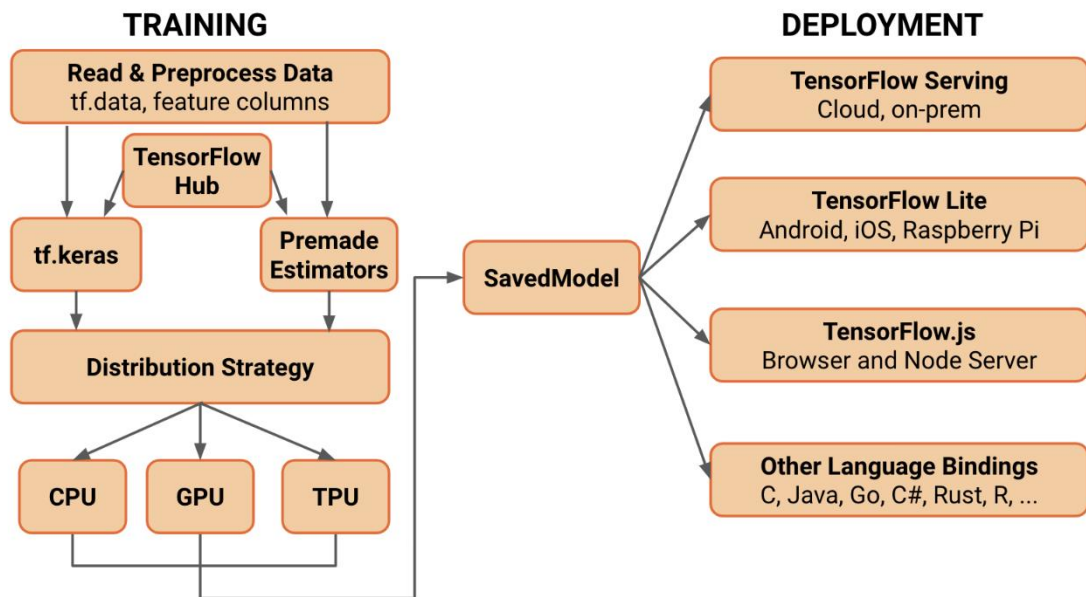 TRAINING
Read & Preprocess Data
tf.data, feature columns
TensorFlow
Hub
tf.keras
Premade
Estimators
Distribution Strategy
CPU
GPU
TPU
SavedModel
DEPLOYMENT
TensorFlow Serving
Cloud, on-prem
TensorFlow Lite
Android, iOS, Raspberry Pi
TensorFlow.js
Browser and Node Server
Other Language Bindings
C, Java, Go, C#, Rust, R, ...